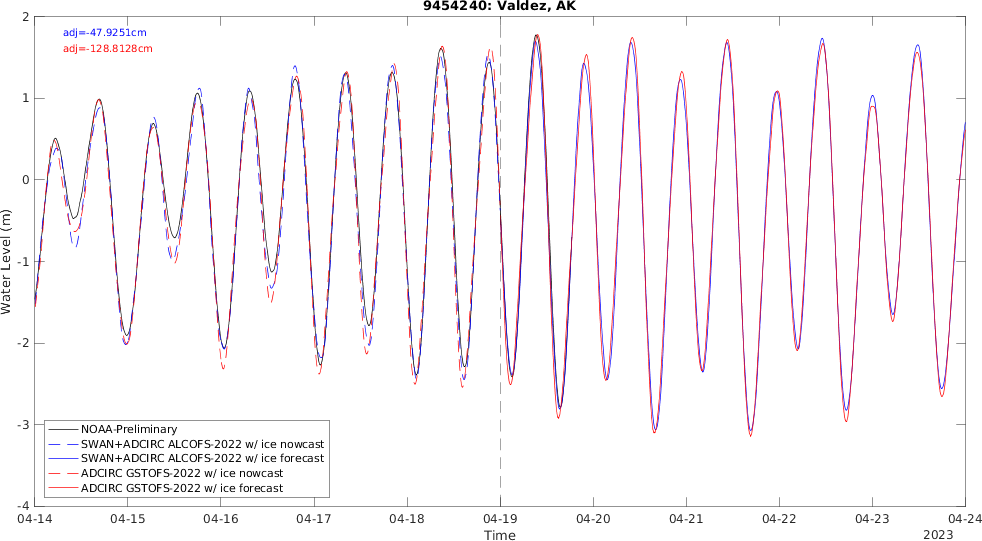 9454240: Valdez, AK
adj=-47.9251cm
adj=-128.8128cm
2
1
0
-1
-2
-3
-4
Water Level (m)
NOAA-Preliminary
SWAN+ADCIRC ALCOFS-2022 w/ ice nowcast
SWAN+ADCIRC ALCOFS-2022 w/ ice forecast
ADCIRC GSTOFS-2022 w/ ice nowcast
ADCIRC GSTOFS-2022 w/ ice forecast
04-14 04-15 04-16 04-17 04-18 04-19 04-20 04-21 04-22 04-23 04-24
Time
2023